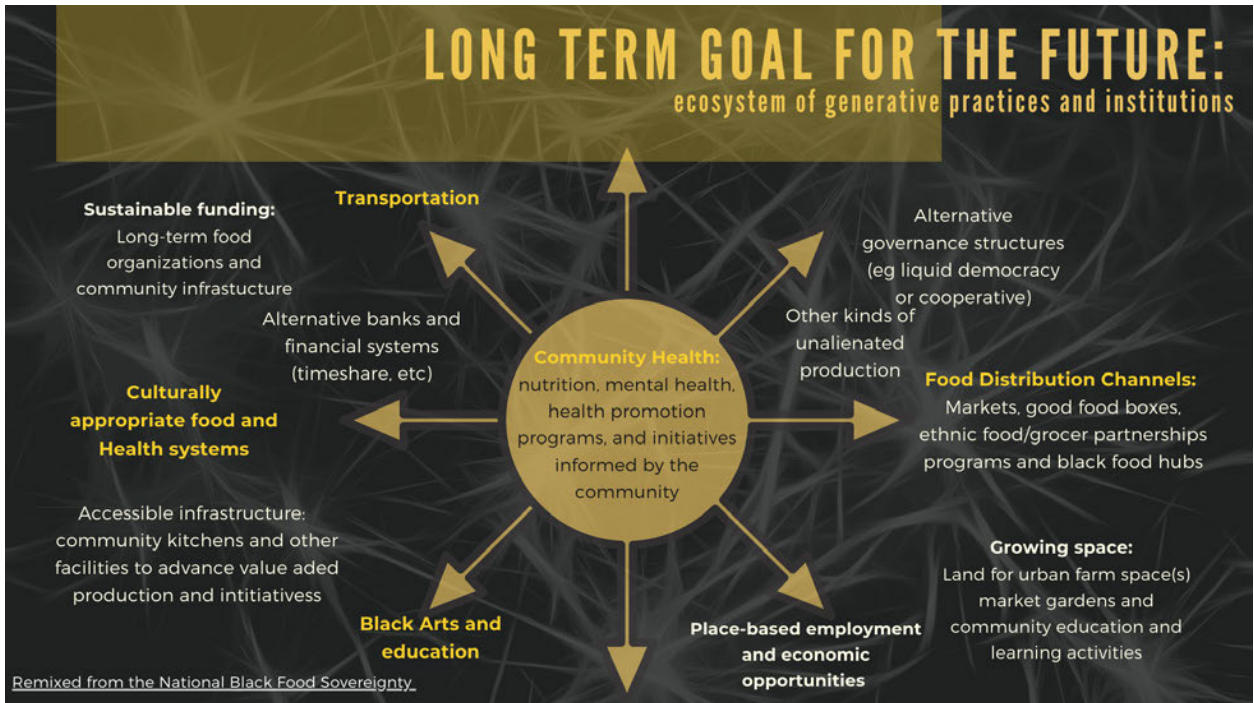 LONG TERM GOAL FOR THE FUTURE:
ecosystem of generative practices and institutions
Transportation
Sustainable funding:
Long-term food
organizations and
community infrastucture
Alternative banks and
financial systems
(timeshare, etc)
Culturally
appropriate food and
Health systems
Accessible infrastructure:
community kitchens and other
facilities to advance value aded
production and intitiativess
Black Arts and
education
Community Health:
nutrition, mental health,
health promotion
programs, and initiatives
informed by the
community
Alternative
governance structures
(eg liquid democracy
or cooperative)
Other kinds of
unalienated
production
Food Distribution Channels:
Markets, good food boxes,
ethnic food/grocer partnerships
programs and black food hubs
Growing space:
Land for urban farm space(s)
market gardens and
community education and
learning activities
Place-based employment
and economic
opportunities
Remixed from the National Black Food Sovereignty